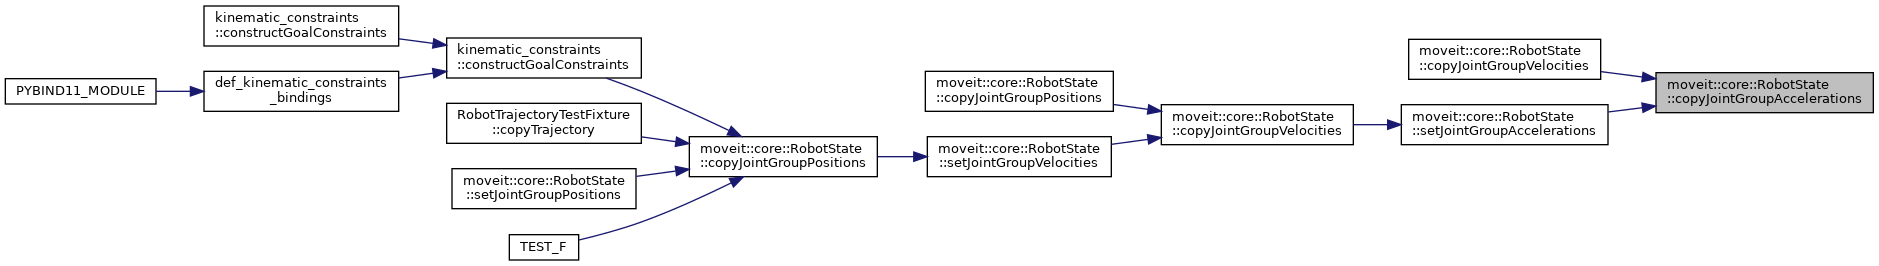 kinematic_constraints
::constructGoalConstraints
PYBIND11_MODULE
def_kinematic_constraints
_bindings
kinematic_constraints
::constructGoalConstraints
RobotTrajectoryTestFixture
::copyTrajectory
moveit::core::RobotState
::setJointGroupPositions
TEST_F
moveit::core::RobotState
::copyJointGroupPositions
moveit::core::RobotState
::copyJointGroupPositions
moveit::core::RobotState
::setJointGroupVelocities
moveit::core::RobotState
::copyJointGroupVelocities
moveit::core::RobotState
::copyJointGroupVelocities
moveit::core::RobotState
::setJointGroupAccelerations
moveit::core::RobotState
::copyJointGroupAccelerations